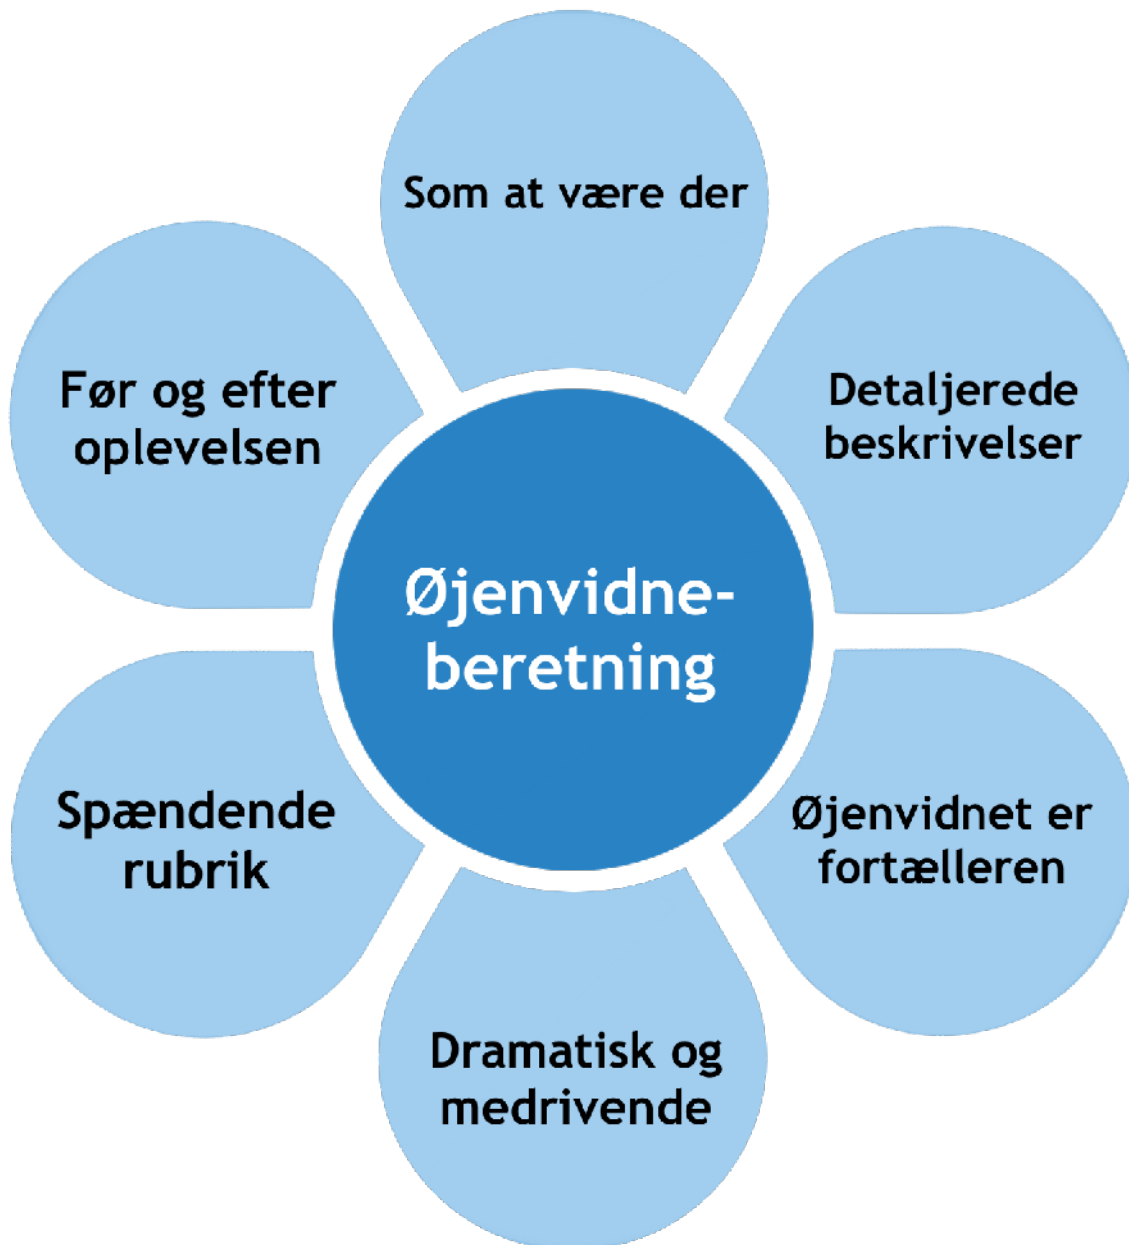 Som at være der
Detaljerede
beskrivelser
Øjenvidnet er
fortælleren
Dramatisk og
medrivende
Spændende
rubrik
Før og efter
oplevelsen
Øjenvidne-
beretning